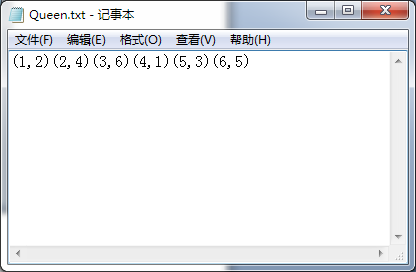 Queen.txt - 记事本
文件(F) 编辑(E) 格式(O) 查看(V) 帮助(H)
(1,2)(2,4)(3,6)(4,1)(5,3)(6,5)